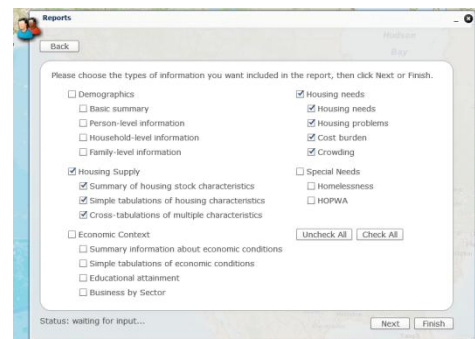 Reports
Hudson
Bay
Back
Please choose the types of information you want included in the report, then click Next or Finish.
Demographics
Basic summary
Person-level information
Household-level information
Family-level information
Housing Supply
Summary of housing stock characteristics
Simple tabulations of housing characteristics
Cross-tabulations of multiple characteristics
Economic Context
Summary information about economic conditions
Simple tabulations of economic conditions
Educational attainment
Business by Sector
Housing needs
Housing needs
Housing problems
Cost burden
Crowding
Special Needs
Homelessness
HOPWA
Uncheck All Check All
Status: waiting for input...
Next Finish